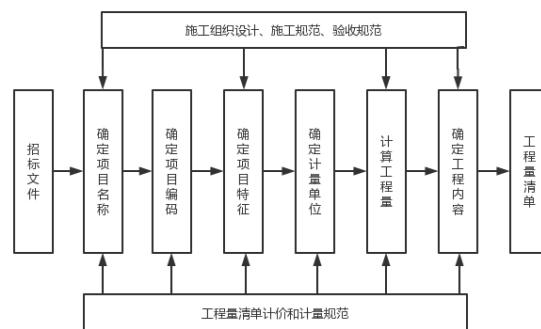 施工组织设计、施工规范、验收规范
招标文件
确定项目名称
确定项目编码
确定项目特征
确定计量单位
计算工程量
确定工程内容
工程量清单
工程量清单计价和计量规范